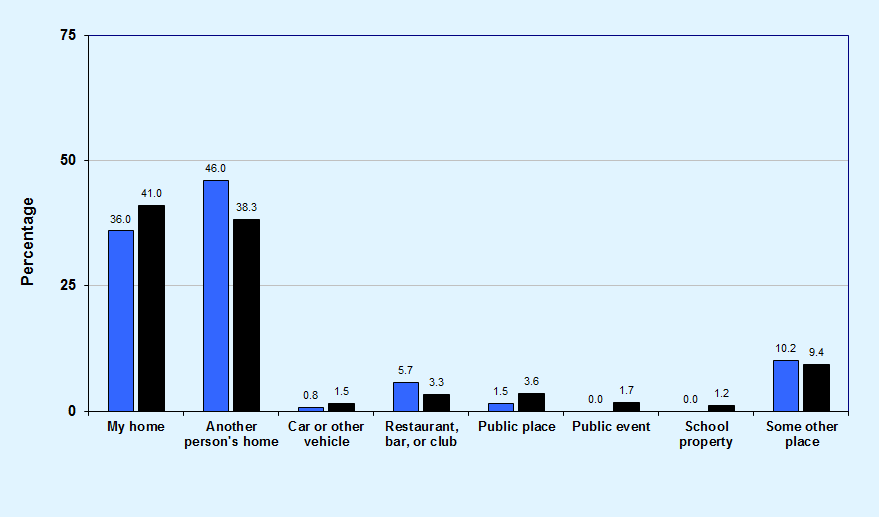 75
50
25
0
Percentage
36.0
41.0
46.0
38.3
0.8
1.5
5.7
3.3
1.5
3.6
0.0
1.7
0.0
1.2
10.2
9.4
My home
Another
person's home
Car or other
vehicle
Restaurant,
bar, or club
Public place
Public event
School
property
Some other
place